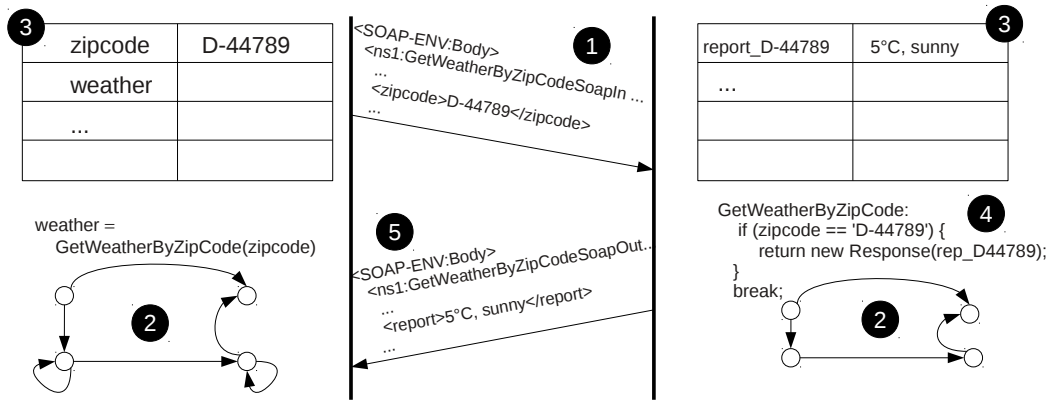 3
zipcode D-44789
weather
...
weather =
GetWeatherByZipCode(zipcode)
2
1
<SOAP-ENV:Body>
<ns1:GetWeatherByZipCodeSoapIn ...
...
<zipcode>D-44789</zipcode>
...
5
<SOAP-ENV:Body>
<ns1:GetWeatherByZipCodeSoapOut...
...
<report>5°C, sunny</report>
...
3
report_D-44789 5°C, sunny
...
4
GetWeatherByZipCode:
if (zipcode == 'D-44789') {
return new Response(rep_D44789);
}
break;
2